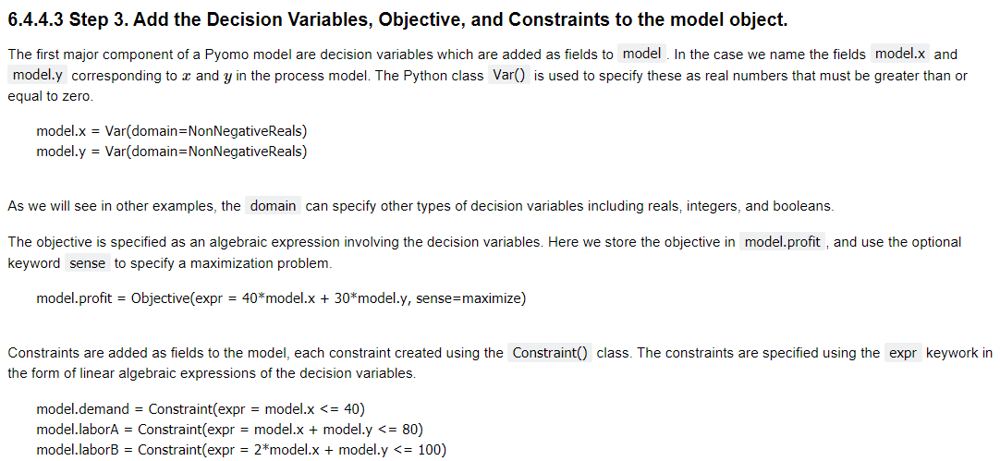 6.4.4.3 Step 3. Add the Decision Variables, Objective, and Constraints to the model object.
The first major component of a Pyomo model are decision variables which are added as fields to model . In the case we name the fields model.x and
model.y corresponding to x and y in the process model. The Python class Var() is used to specify these as real numbers that must be greater than or
equal to zero.
model.x = Var(domain=NonNegativeReals)
model.y = Var(domain=NonNegativeReals)
As we will see in other examples, the domain can specify other types of decision variables including reals, integers, and booleans.
The objective is specified as an algebraic expression involving the decision variables. Here we store the objective in model.profit , and use the optional
keyword sense to specify a maximization problem.
model.profit = Objective(expr = 40*model.x + 30*model.y, sense=maximize)
Constraints are added as fields to the model, each constraint created using the Constraint() class. The constraints are specified using the expr keywork in
the form of linear algebraic expressions of the decision variables.
model.demand = Constraint(expr = model.x <= 40)
model.laborA = Constraint(expr = model.x + model.y <= 80)
model.laborB = Constraint(expr = 2*model.x + model.y <= 100)